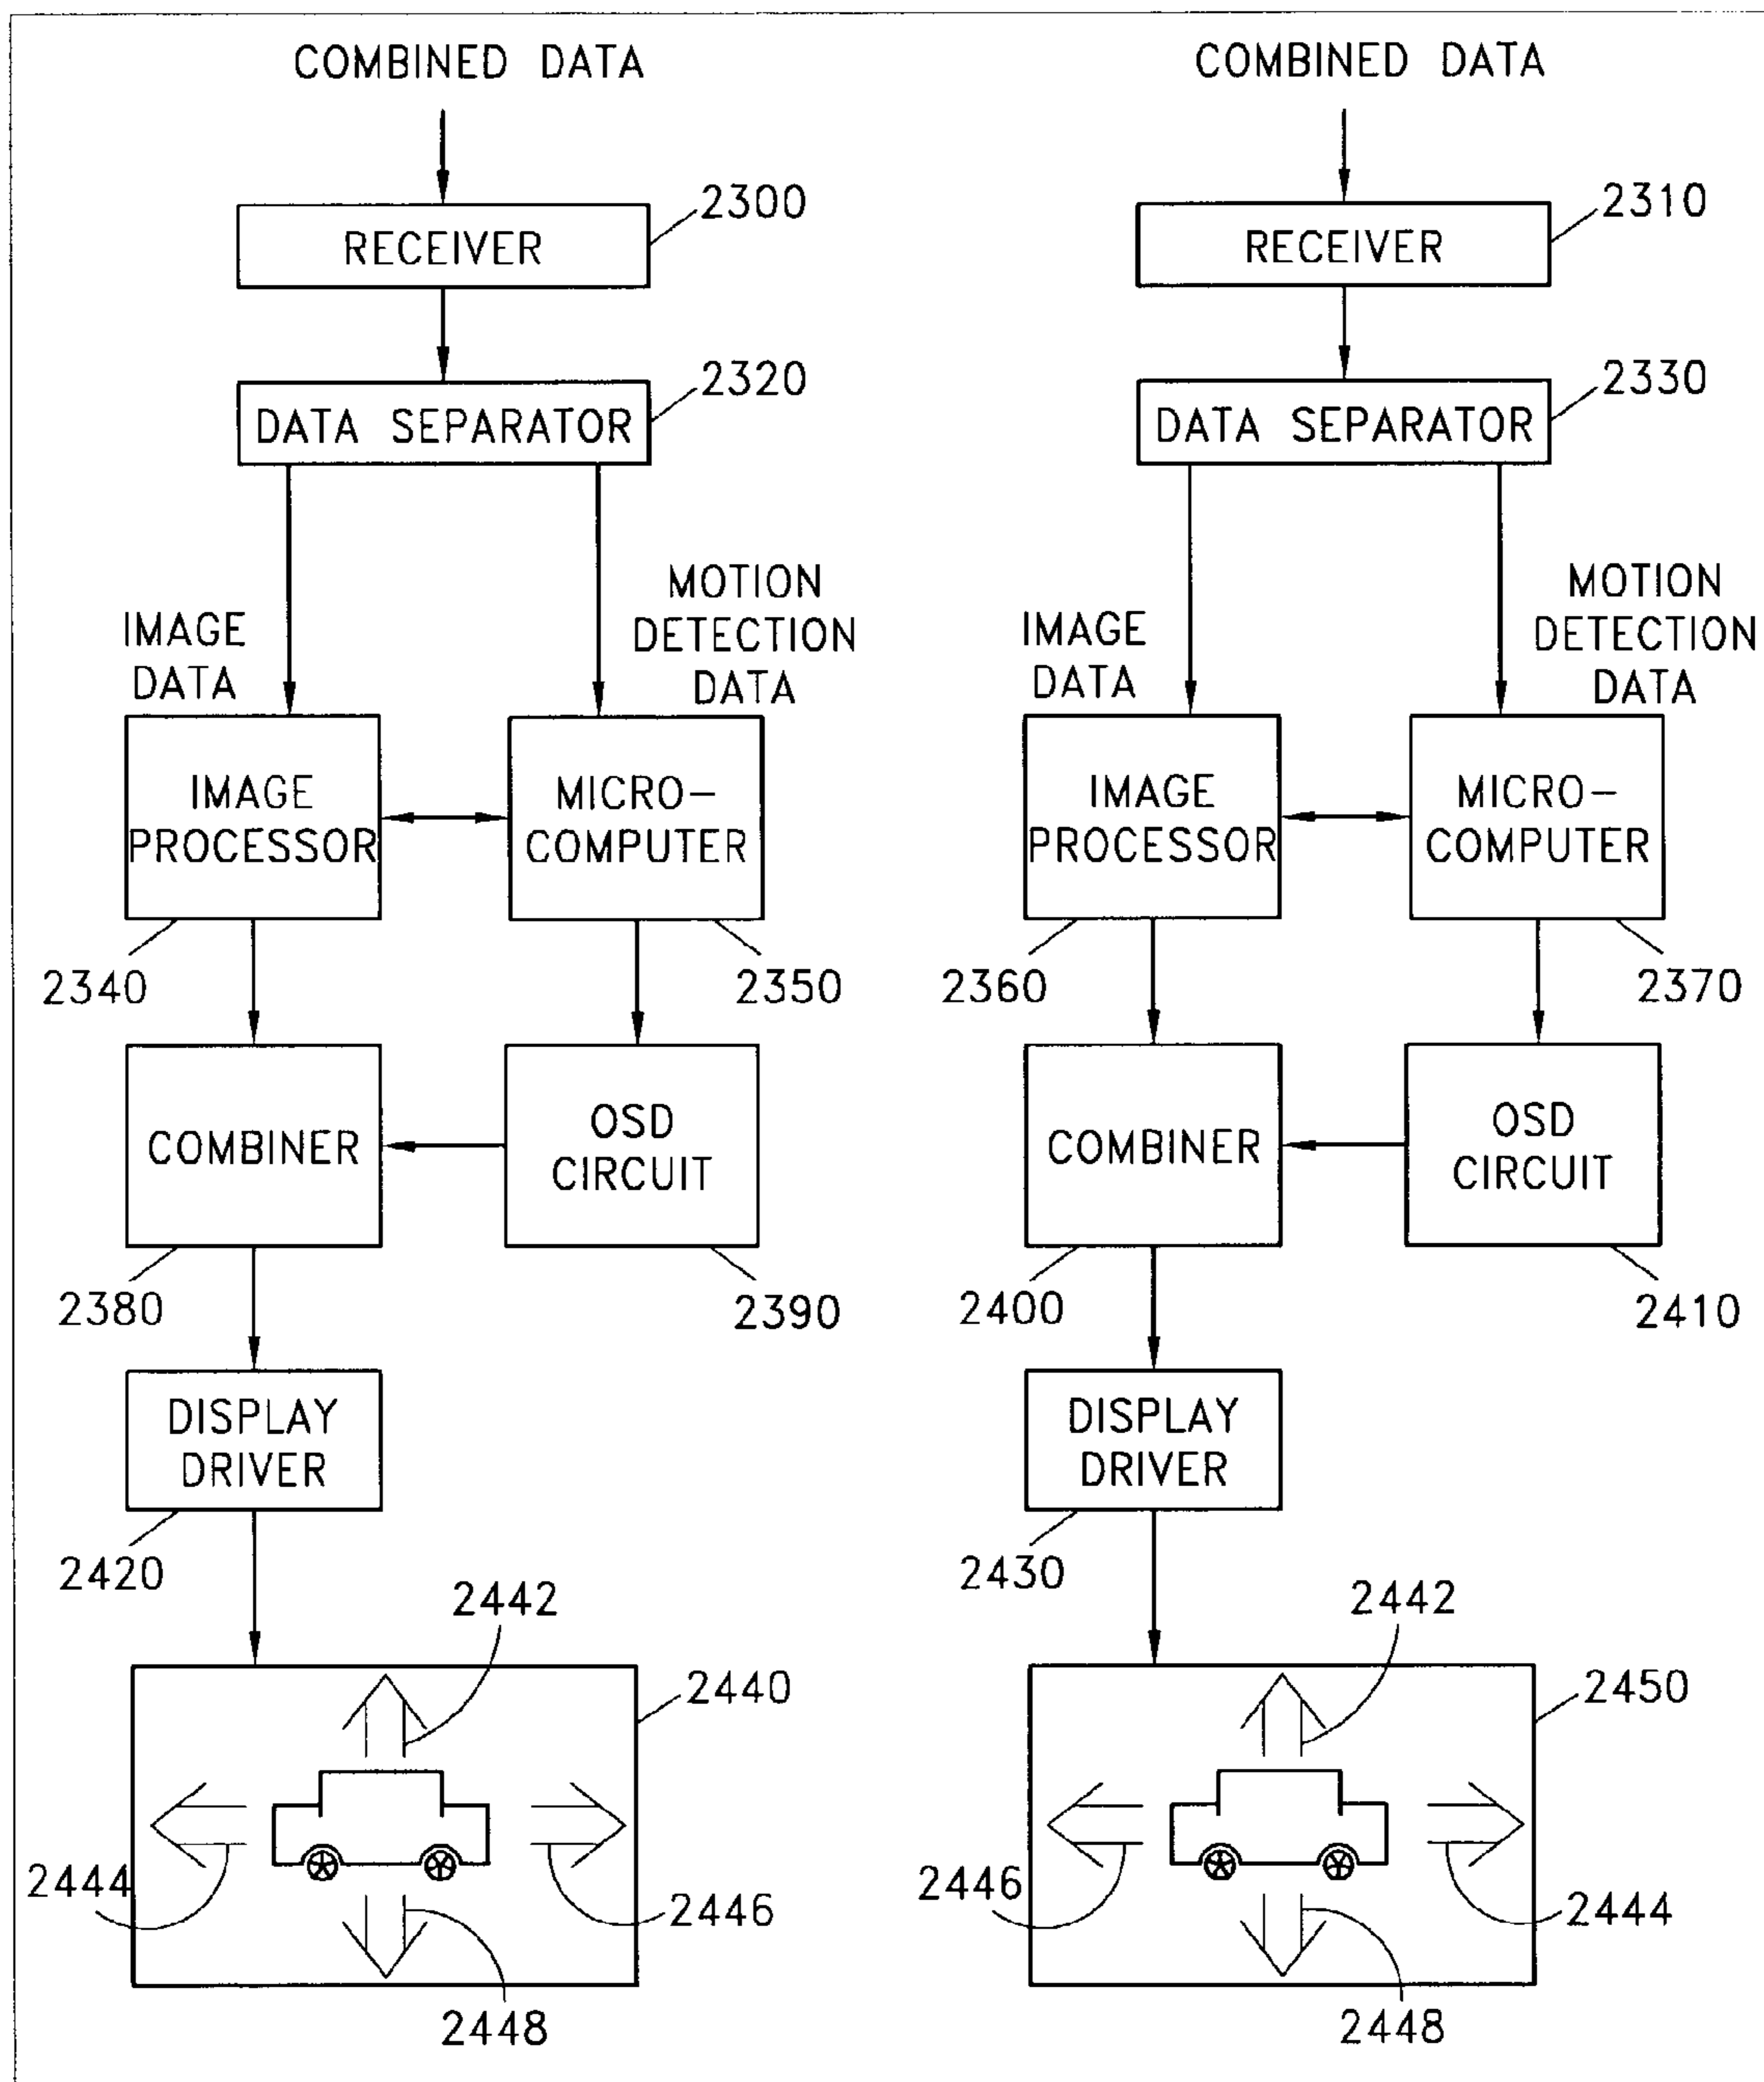 COMBINED DATA
2300
RECEIVER
2320
DATA SEPARATOR
IMAGE
DATA
MOTION
DETECTION
DATA
IMAGE
PROCESSOR
MICRO-
COMPUTER
2340
2350
COMBINER
OSD
CIRCUIT
2380
2390
DISPLAY
DRIVER
2420
2442
2440
2444
2446
2448
COMBINED DATA
2310
RECEIVER
2330
DATA SEPARATOR
IMAGE
DATA
MOTION
DETECTION
DATA
IMAGE
PROCESSOR
MICRO-
COMPUTER
2360
2370
COMBINER
OSD
CIRCUIT
2400
2410
DISPLAY
DRIVER
2430
2442
2450
2446
2444
2448